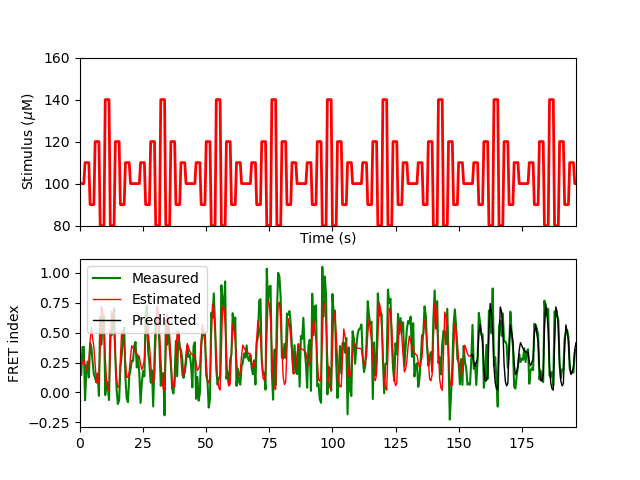 160
140
120
100
80
Stimulus (μM)
Time (s)
1.00
0.75
0.50
0.25
0.00
−0.25
FRET index
Measured
Estimated
Predicted
0 25 50 75 100 125 150 175